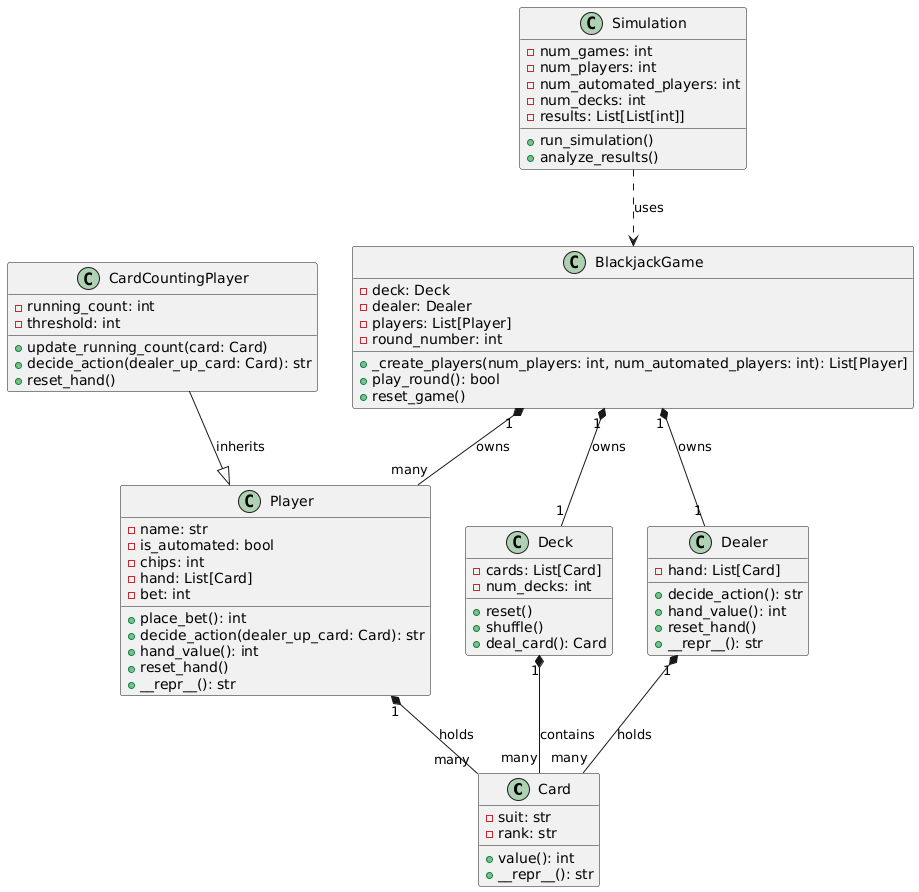 Simulation
num_games: int
num_players: int
num_automated_players: int
num_decks: int
results: List[List[int]]
run_simulation()
analyze_results()
uses
CardCountingPlayer
running_count: int
threshold: int
update_running_count(card: Card)
decide_action(dealer_up_card: Card): str
reset_hand()
BlackjackGame
deck: Deck
dealer: Dealer
players: List[Player]
round_number: int
_create_players(num_players: int, num_automated_players: int): List[Player]
play_round(): bool
reset_game()
inherits
1
owns
many
1
owns
1
1
owns
1
Player
name: str
is_automated: bool
chips: int
hand: List[Card]
bet: int
place_bet(): int
decide_action(dealer_up_card: Card): str
hand_value(): int
reset_hand()
__repr__(): str
Deck
cards: List[Card]
num_decks: int
reset()
shuffle()
deal_card(): Card
Dealer
hand: List[Card]
decide_action(): str
hand_value(): int
reset_hand()
__repr__(): str
1
holds
many
1
contains
many
1
holds
many
Card
suit: str
rank: str
value(): int
__repr__(): str